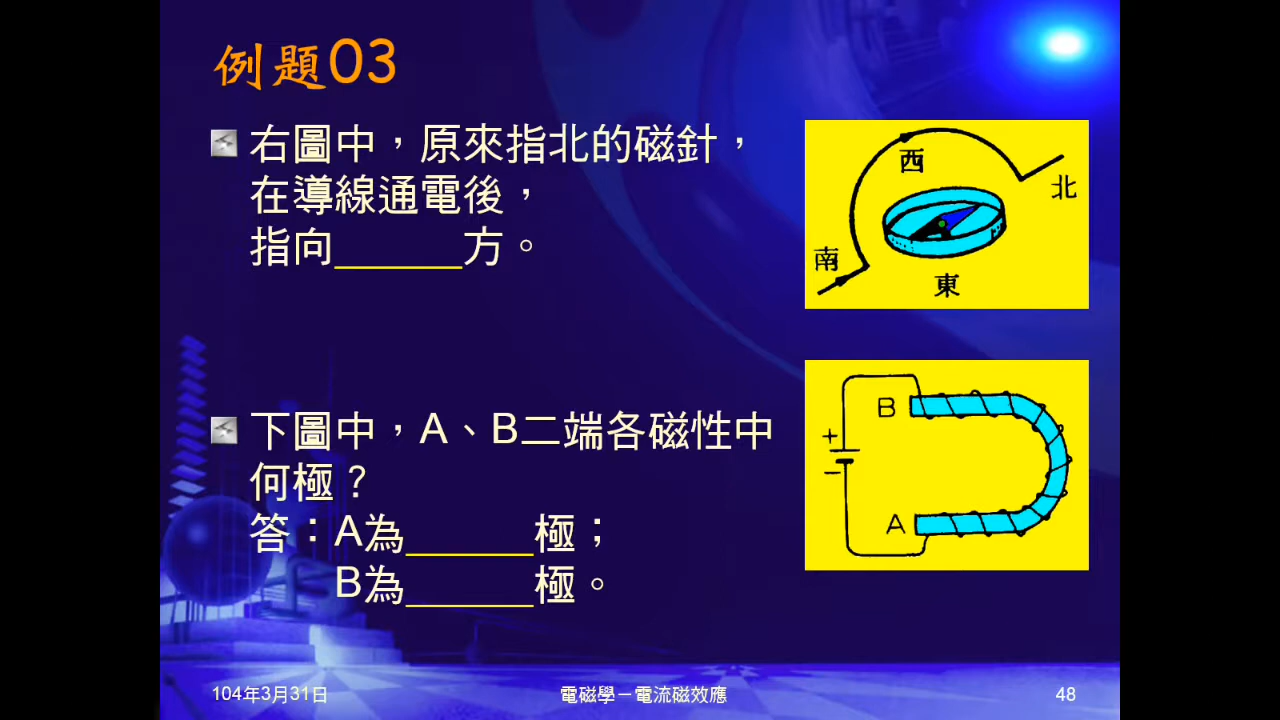 例題03
右圖中，原來指北的磁針，
在導線通電後，
指向______方。
西
北
南
東
下圖中，A、B二端各磁性中
何極？
答：A為______極；
B為______極。
B
+
−
A
104年3月31日
電磁學－電流磁效應
48